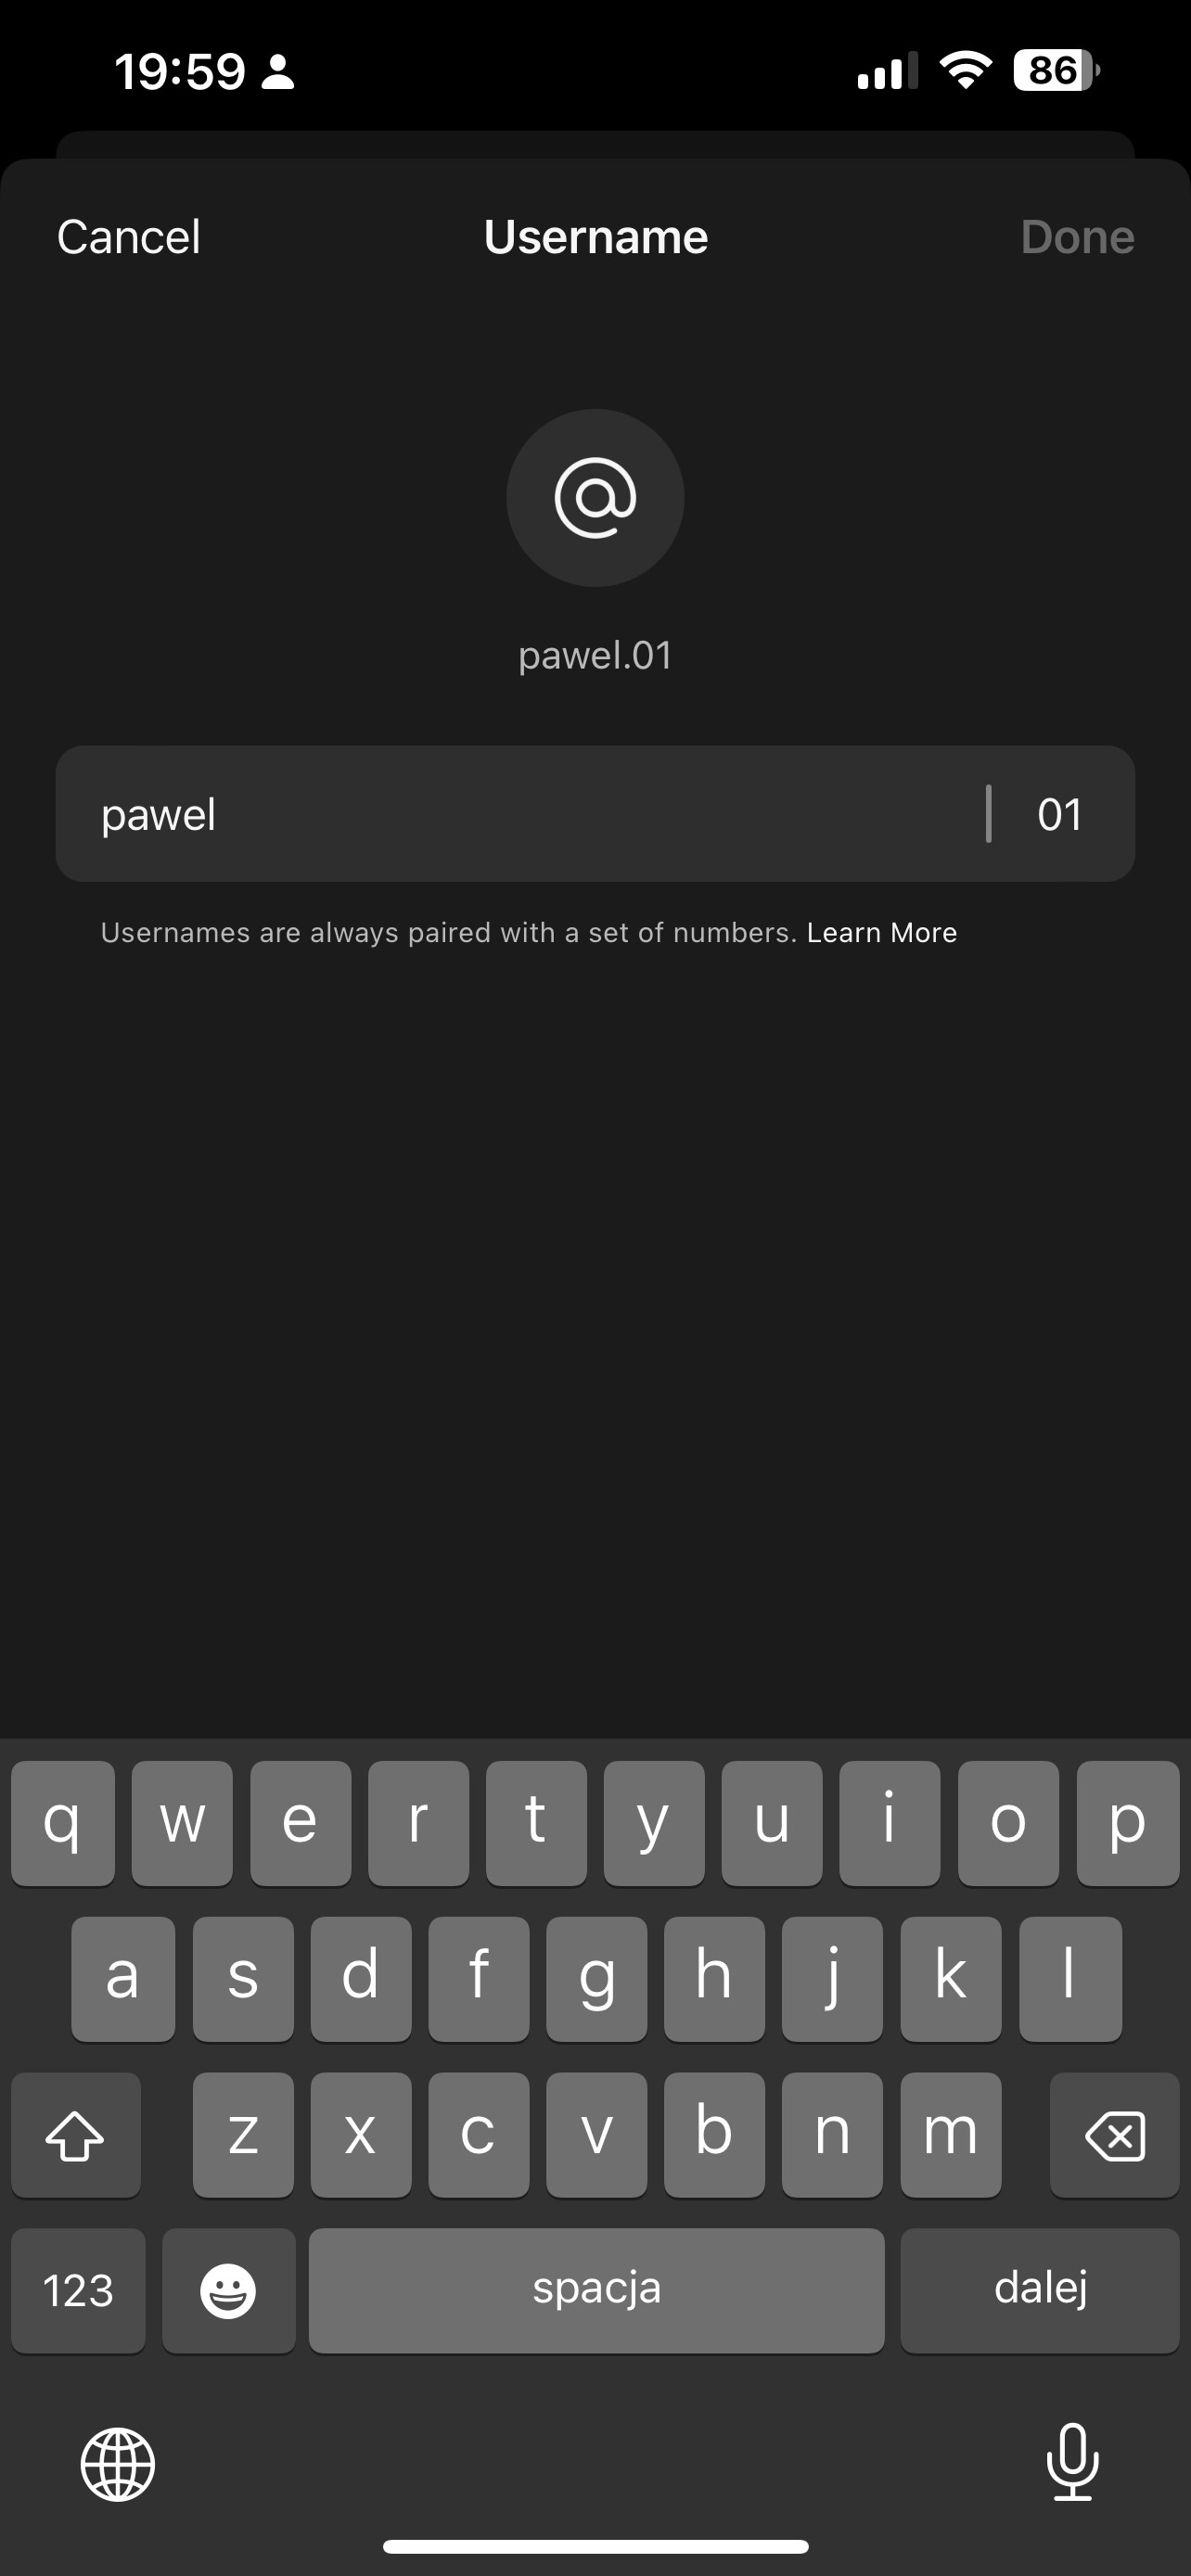 19:59
86
Cancel Username Done
pawel.01
pawel 01
Usernames are always paired with a set of numbers. Learn More
q w e r t y u i o p
a s d f g h j k l
z x c v b n m
123 spacja dalej